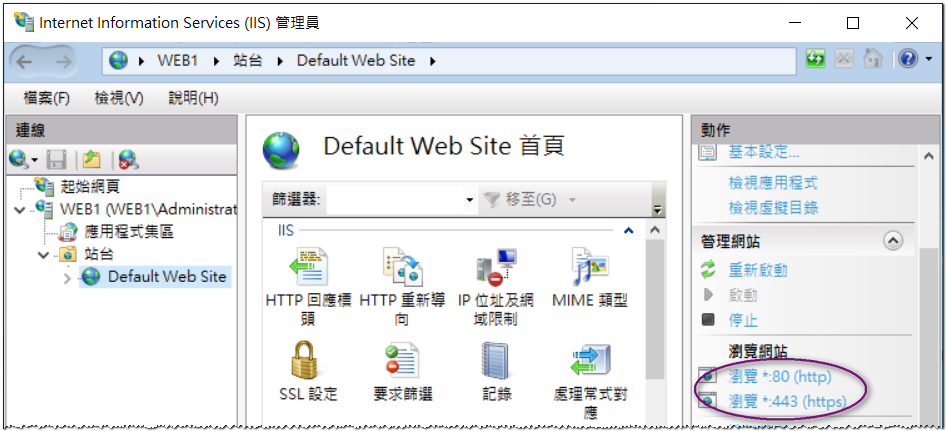 Internet Information Services (IIS) 管理員
WEB1 站台 Default Web Site
檔案(F) 檢視(V) 說明(H)
連線
起始網頁
WEB1 (WEB1\Administrat
應用程式集區
站台
Default Web Site
Default Web Site 首頁
篩選器:
移至(G)
IIS
HTTP 回應標
頭
HTTP 重新導
向
IP 位址及網
域限制
MIME 類型
SSL 設定
要求篩選
記錄
處理常式對
應
動作
基本設定...
檢視應用程式
檢視虛擬目錄
管理網站
重新啟動
啟動
停止
瀏覽網站
瀏覽 *:80 (http)
瀏覽 *:443 (https)